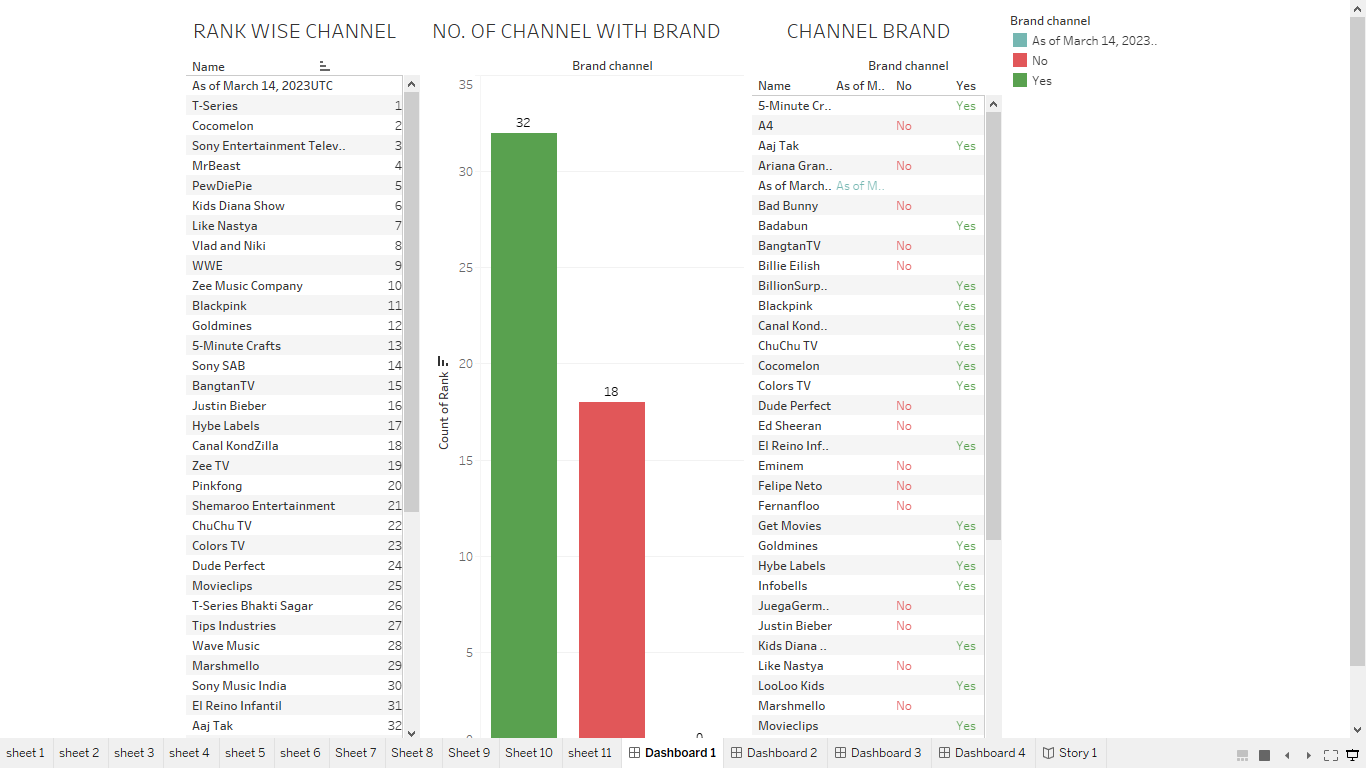 RANK WISE CHANNEL
Name
As of March 14, 2023UTC
T-Series 1
Cocomelon 2
Sony Entertainment Telev.. 3
MrBeast 4
PewDiePie 5
Kids Diana Show 6
Like Nastya 7
Vlad and Niki 8
WWE 9
Zee Music Company 10
Blackpink 11
Goldmines 12
5-Minute Crafts 13
Sony SAB 14
BangtanTV 15
Justin Bieber 16
Hybe Labels 17
Canal KondZilla 18
Zee TV 19
Pinkfong 20
Shemaroo Entertainment 21
ChuChu TV 22
Colors TV 23
Dude Perfect 24
Movieclips 25
T-Series Bhakti Sagar 26
Tips Industries 27
Wave Music 28
Marshmello 29
Sony Music India 30
El Reino Infantil 31
Aaj Tak 32
NO. OF CHANNEL WITH BRAND
Brand channel
35
30
25
20
15
10
5
0
Count of Rank
32
18
0
CHANNEL BRAND
Brand channel
Name As of M.. No Yes
5-Minute Cr.. Yes
A4 No
Aaj Tak Yes
Ariana Gran.. No
As of March.. As of M..
Bad Bunny No
Badabun Yes
BangtanTV No
Billie Eilish No
BillionSurp.. Yes
Blackpink Yes
Canal Kond.. Yes
ChuChu TV Yes
Cocomelon Yes
Colors TV Yes
Dude Perfect No
Ed Sheeran No
El Reino Inf.. Yes
Eminem No
Felipe Neto No
Fernanfloo No
Get Movies Yes
Goldmines Yes
Hybe Labels Yes
Infobells Yes
JuegaGerm.. No
Justin Bieber No
Kids Diana .. Yes
Like Nastya No
LooLoo Kids Yes
Marshmello No
Movieclips Yes
Brand channel
As of March 14, 2023..
No
Yes
sheet 1 sheet 2 sheet 3 sheet 4 sheet 5 sheet 6 Sheet 7 Sheet 8 Sheet 9 Sheet 10 sheet 11 Dashboard 1 Dashboard 2 Dashboard 3 Dashboard 4 Story 1